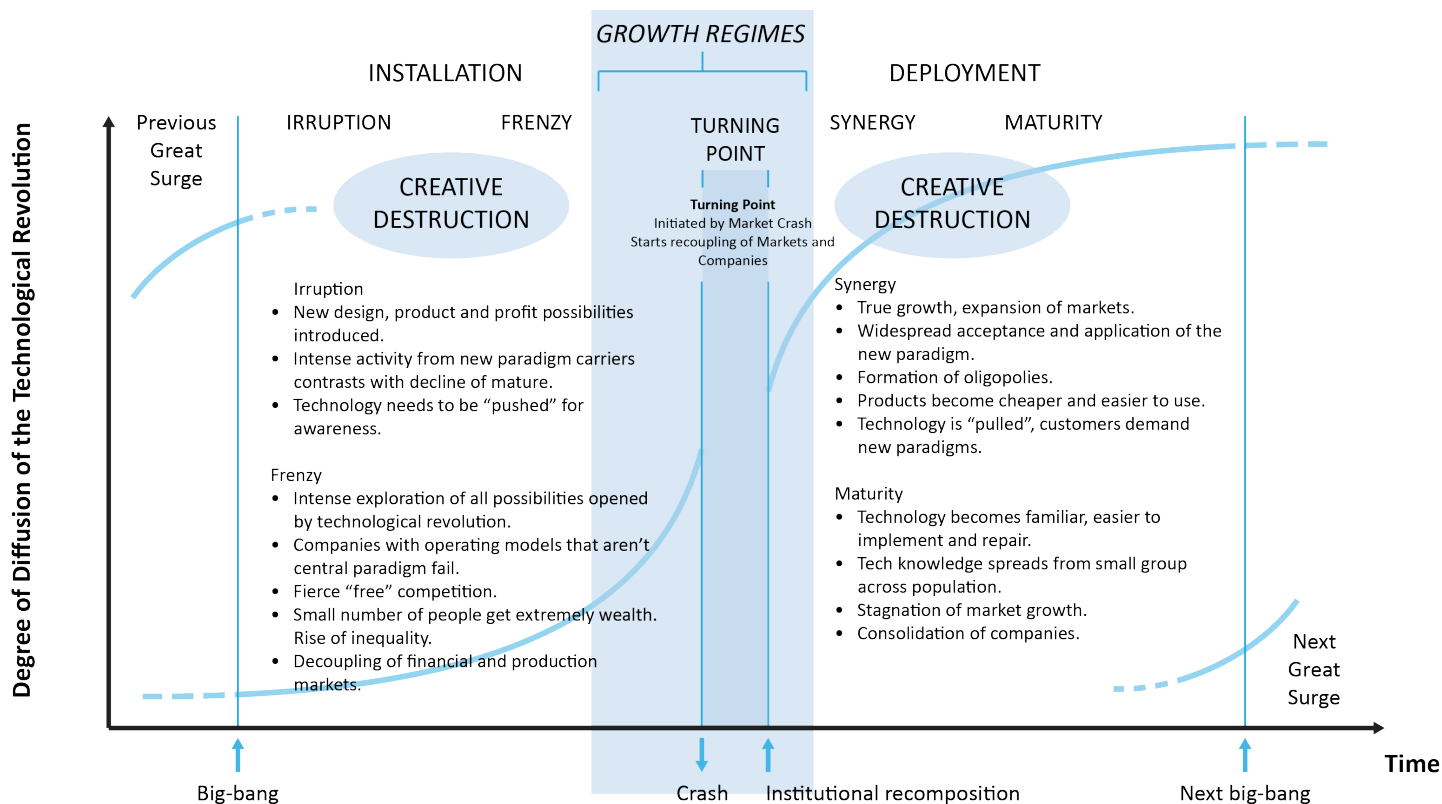 GROWTH REGIMES
INSTALLATION
DEPLOYMENT
Previous
Great
Surge
IRRUPTION
FRENZY
TURNING
POINT
SYNERGY
MATURITY
CREATIVE
DESTRUCTION
Turning Point
Initiated by Market Crash
Starts recoupling of Markets and
Companies
CREATIVE
DESTRUCTION
Irruption
• New design, product and profit possibilities
introduced.
• Intense activity from new paradigm carriers
contrasts with decline of mature.
• Technology needs to be “pushed” for
awareness.
Frenzy
• Intense exploration of all possibilities opened
by technological revolution.
• Companies with operating models that aren’t
central paradigm fail.
• Fierce “free” competition.
• Small number of people get extremely wealth.
Rise of inequality.
• Decoupling of financial and production
markets.
Synergy
• True growth, expansion of markets.
• Widespread acceptance and application of the
new paradigm.
• Formation of oligopolies.
• Products become cheaper and easier to use.
• Technology is “pulled”, customers demand
new paradigms.
Maturity
• Technology becomes familiar, easier to
implement and repair.
• Tech knowledge spreads from small group
across population.
• Stagnation of market growth.
• Consolidation of companies.
Next
Great
Surge
Degree of Diffusion of the Technological Revolution
Time
Big-bang
Crash
Institutional recomposition
Next big-bang